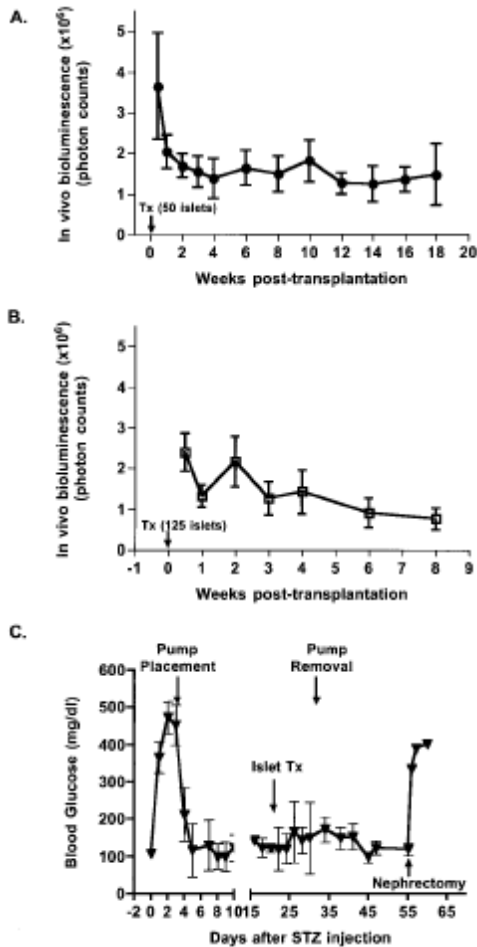 A.
In vivo bioluminescence (x10⁶)
(photon counts)
5
4
3
2
1
0
Tx (50 islets)
0 2 4 6 8 10 12 14 16 18 20
Weeks post-transplantation
B.
In vivo bioluminescence (x10⁶)
(photon counts)
5
4
3
2
1
0
Tx (125 islets)
-1 0 1 2 3 4 5 6 7 8 9
Weeks post-transplantation
C.
Pump
Placement
Pump
Removal
Blood Glucose (mg/dl)
600
500
400
300
200
100
0
Islet Tx
Nephrectomy
-2 0 2 4 6 8 10 15 25 35 45 55 65
Days after STZ injection